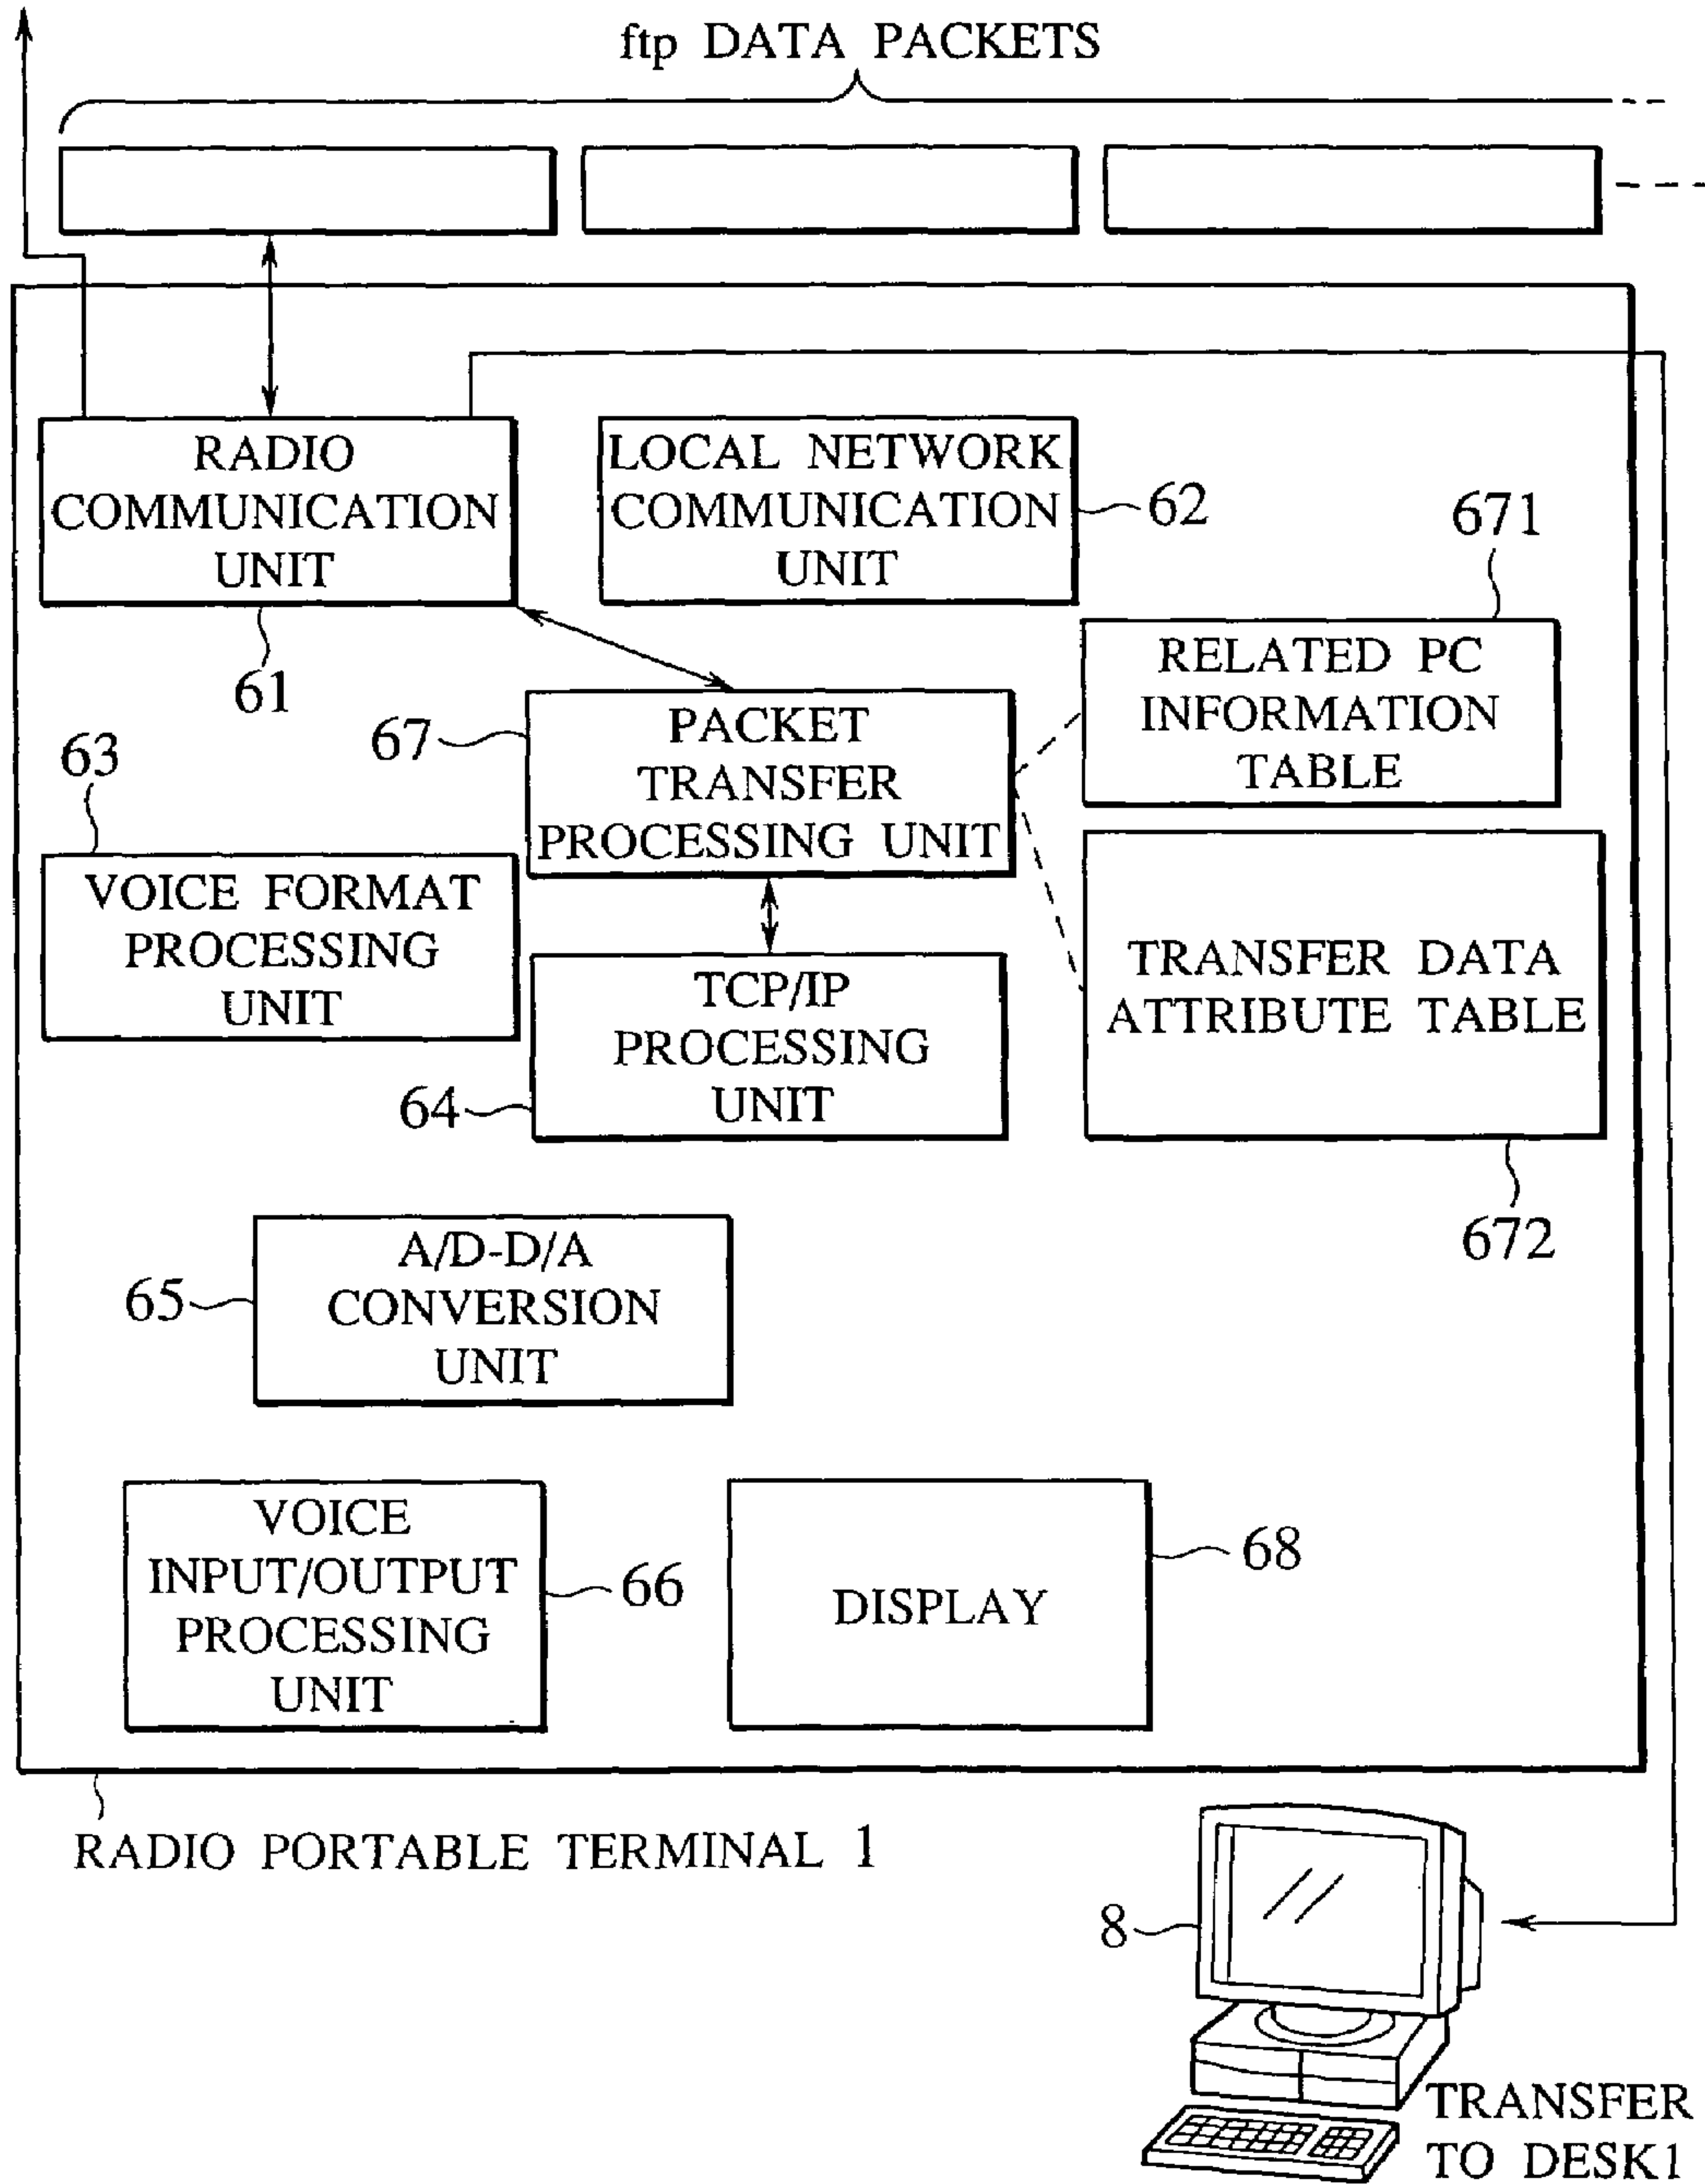 ftp DATA PACKETS
RADIO
COMMUNICATION
UNIT
61
LOCAL NETWORK
COMMUNICATION
UNIT
62
671
RELATED PC
INFORMATION
TABLE
67
PACKET
TRANSFER
PROCESSING UNIT
63
VOICE FORMAT
PROCESSING
UNIT
TRANSFER DATA
ATTRIBUTE TABLE
672
TCP/IP
PROCESSING
UNIT
64
A/D-D/A
CONVERSION
UNIT
65
VOICE
INPUT/OUTPUT
PROCESSING
UNIT
66
DISPLAY
68
RADIO PORTABLE TERMINAL 1
8
TRANSFER
TO DESK1